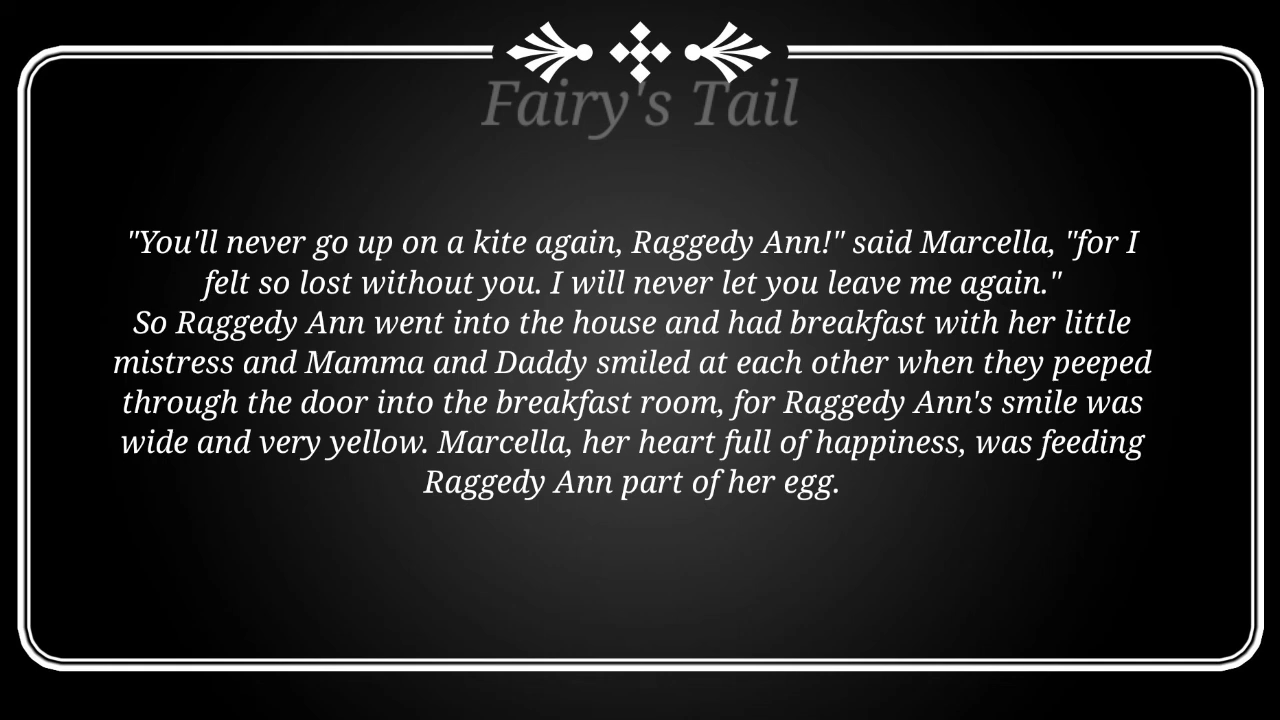 Fairy's Tail
"You'll never go up on a kite again, Raggedy Ann!" said Marcella, "for I
felt so lost without you. I will never let you leave me again."
So Raggedy Ann went into the house and had breakfast with her little
mistress and Mamma and Daddy smiled at each other when they peeped
through the door into the breakfast room, for Raggedy Ann's smile was
wide and very yellow. Marcella, her heart full of happiness, was feeding
Raggedy Ann part of her egg.